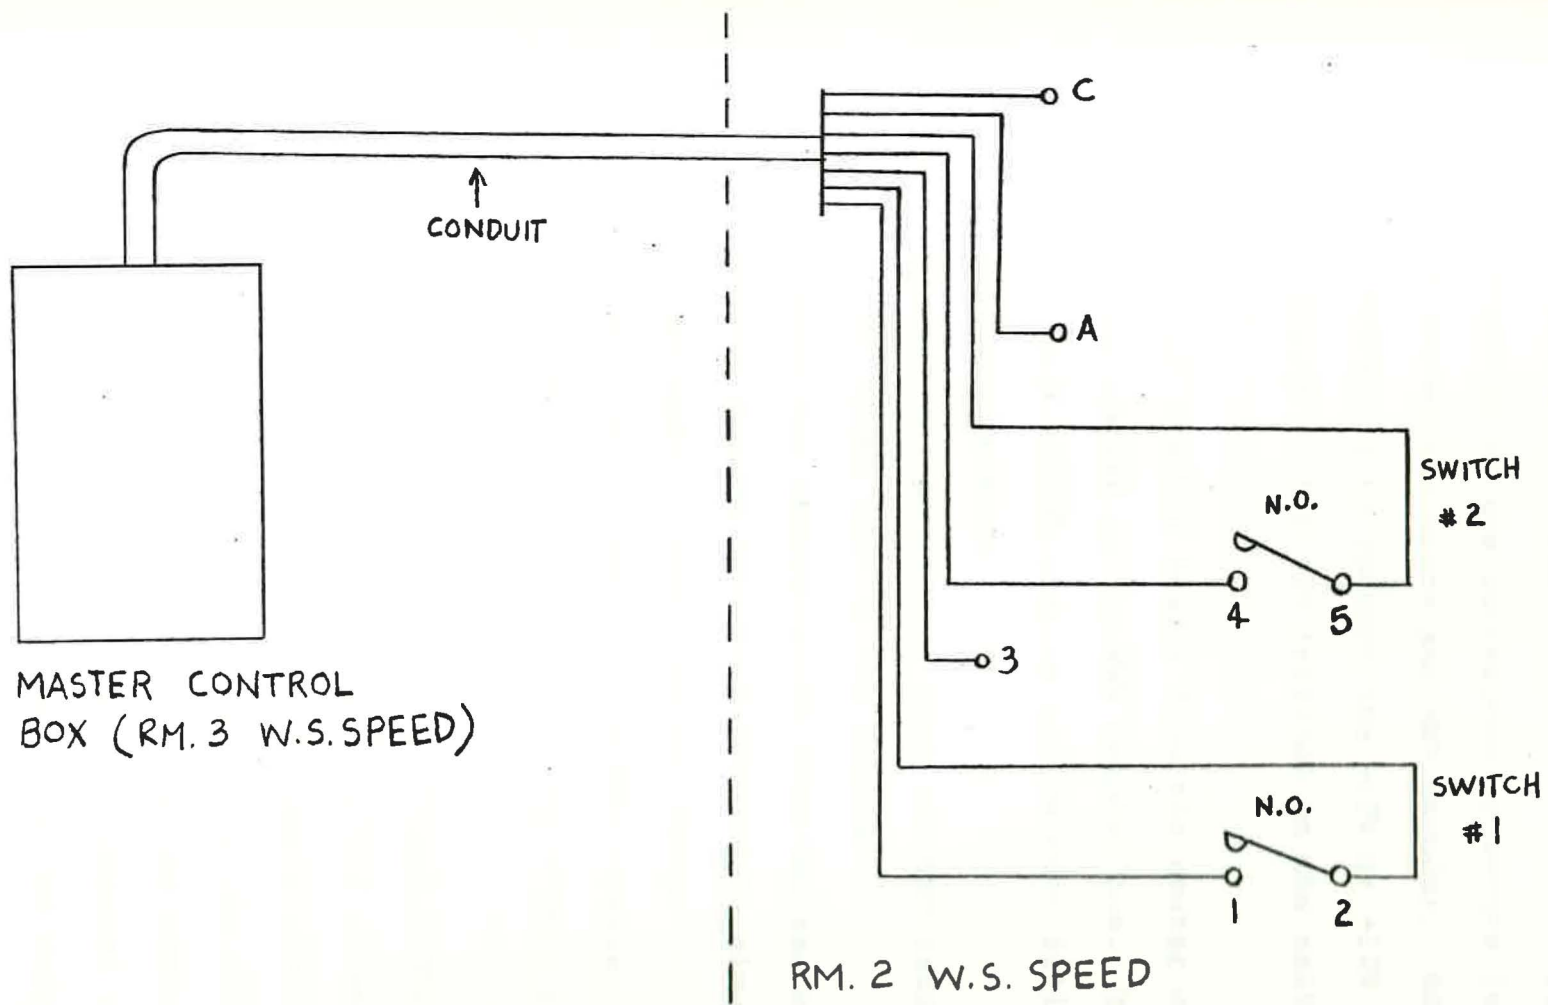 C
CONDUIT
A
SWITCH
#2
N.O.
4
5
3
MASTER CONTROL
BOX (RM. 3 W.S. SPEED)
SWITCH
#1
N.O.
1
2
RM. 2 W.S. SPEED